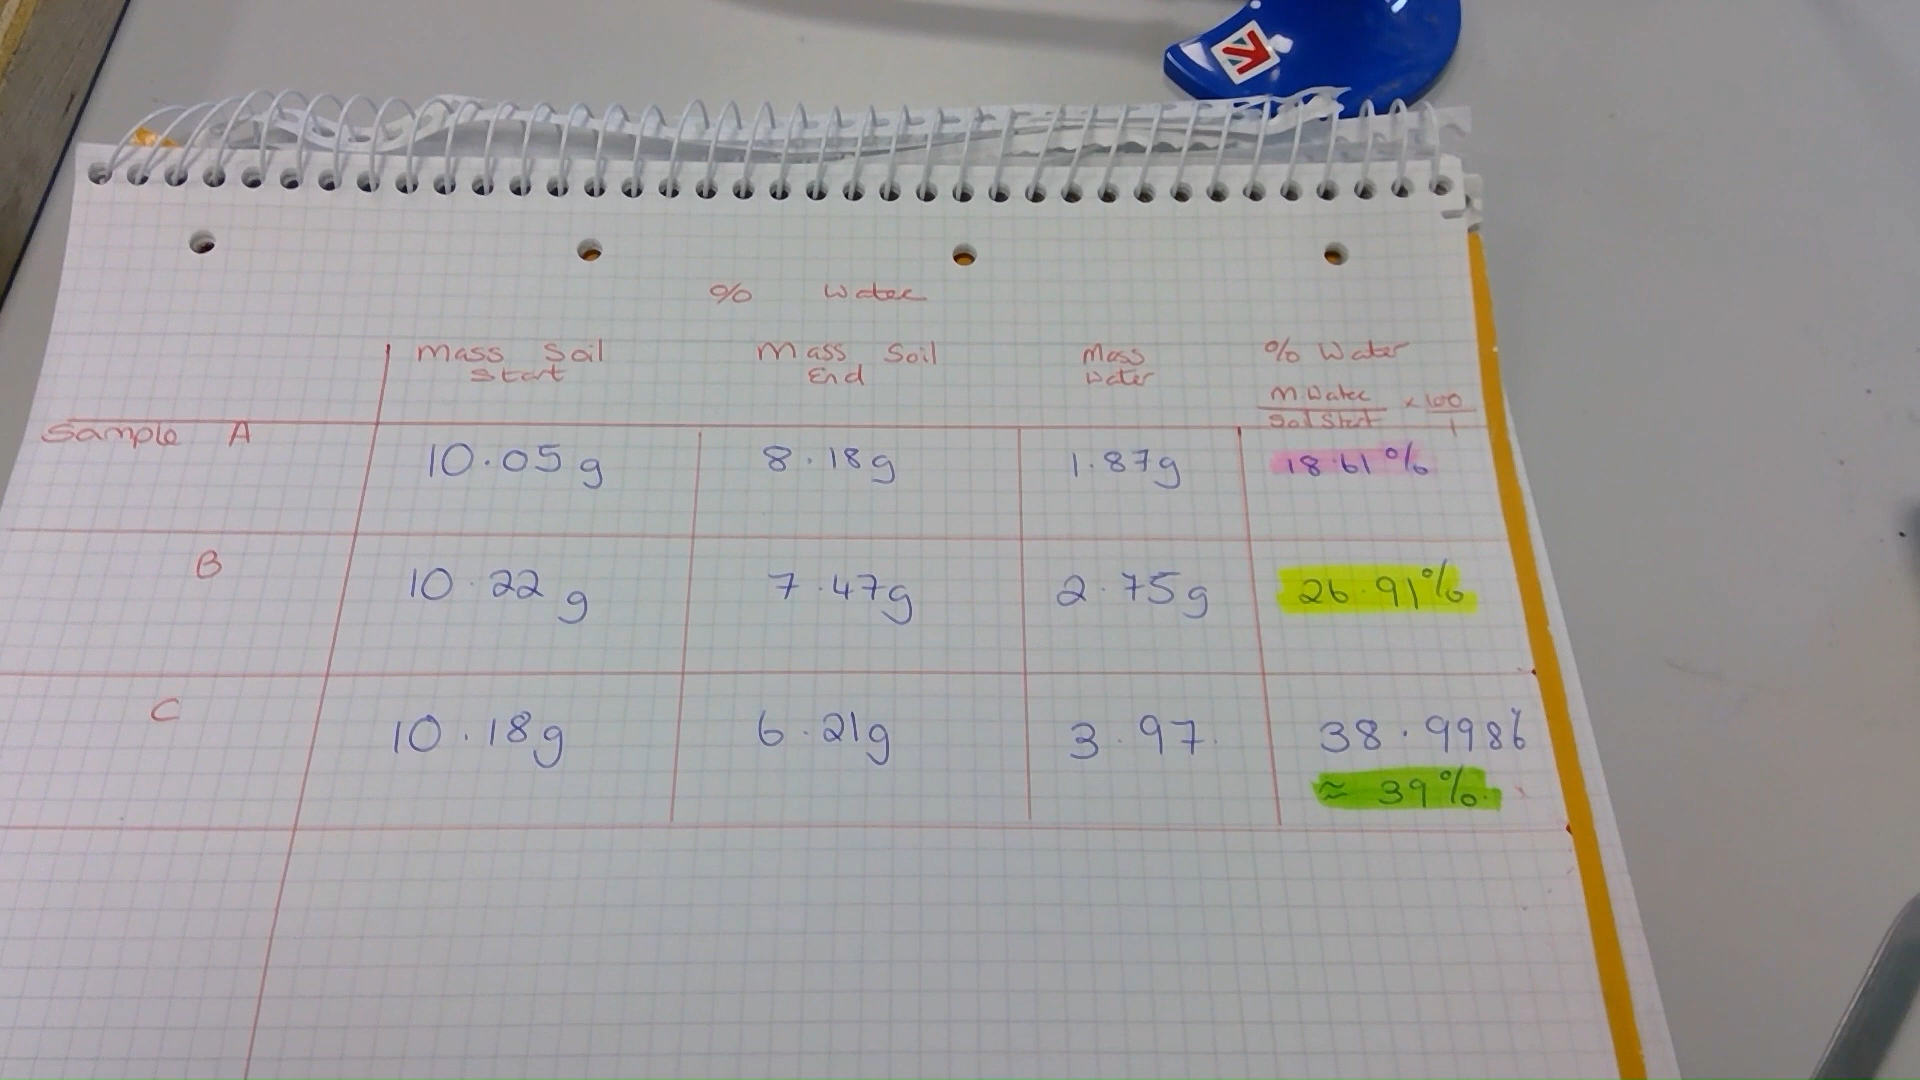 % Water
Mass Soil Start
Mass Soil End
Mass Water
% Water
M Water / Soil Start × 100 / 1
Sample A
10.05g
8.18g
1.87g
18.61%
B
10.22g
7.47g
2.75g
26.91%
C
10.18g
6.21g
3.97
38.998%
≈ 39%